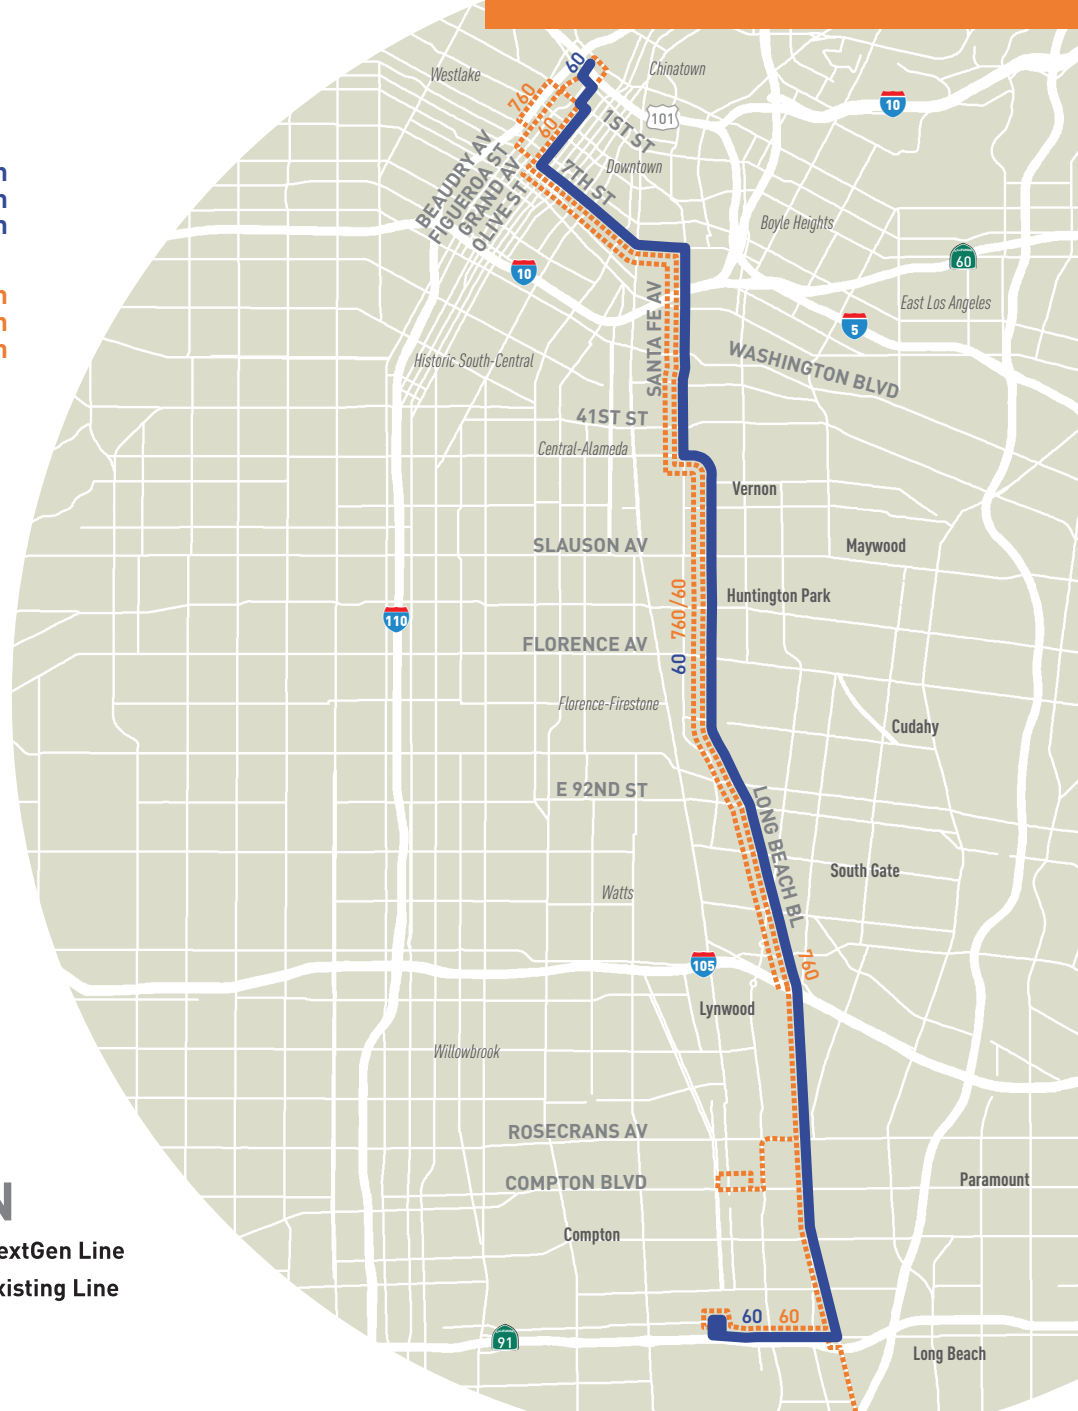 60
Westlake
Chinatown
760
10
101
60
1ST ST
BEAUDRY AV
FIGUEROA ST
GRAND AV
OLIVE ST
7TH ST
Downtown
Boyle Heights
60
10
SANTA FE AV
East Los Angeles
5
WASHINGTON BLVD
Historic South-Central
41ST ST
Central-Alameda
Vernon
SLAUSON AV
Maywood
760/60
Huntington Park
110
FLORENCE AV
60
Florence-Firestone
Cudahy
E 92ND ST
LONG BEACH BL
South Gate
Watts
105
760
Lynwood
Willowbrook
ROSECRANS AV
COMPTON BLVD
Paramount
Compton
60
60
91
Long Beach
Line
Line